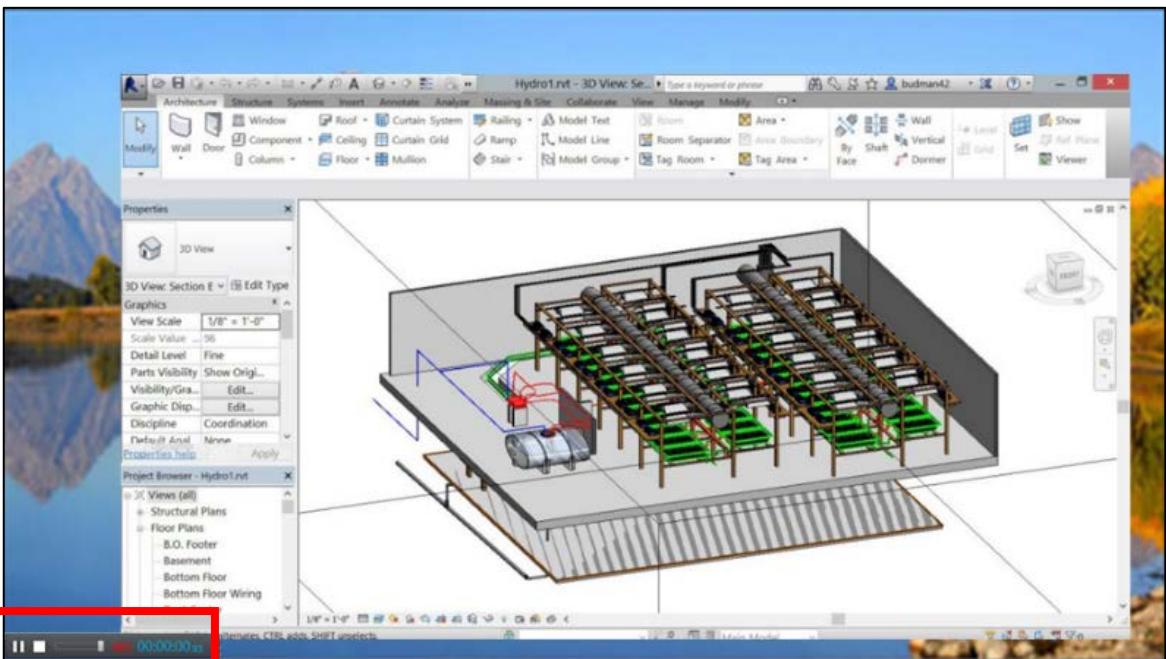 Hydro1.rvt - 3D View: Se...
Type a keyword or phrase
budman42
Architecture Structure Systems Insert Annotate Analyze Massing & Site Collaborate View Manage Modify
Modify
Wall
Door
Window
Component
Column
Roof
Ceiling
Floor
Curtain System
Curtain Grid
Mullion
Railing
Ramp
Stair
Model Text
Model Line
Model Group
Room
Room Separator
Tag Room
Area
Area Boundary
Tag Area
By Face
Shaft
Wall
Vertical
Dormer
Level
Grid
Set
Show
Ref Plane
Viewer
Properties
3D View
3D View: Section E
Edit Type
Graphics
View Scale 1/8" = 1'-0"
Scale Value ... 96
Detail Level Fine
Parts Visibility Show Origi...
Visibility/Gra... Edit...
Graphic Disp... Edit...
Discipline Coordination
Default Anal... None
Properties help Apply
Project Browser - Hydro1.rvt
Views (all)
Structural Plans
Floor Plans
B.O. Footer
Basement
Bottom Floor
Bottom Floor Wiring
FRONT
1/8" = 1'-0"
alternates, CTRL adds, SHIFT unselects.
Main Model
00:00:00